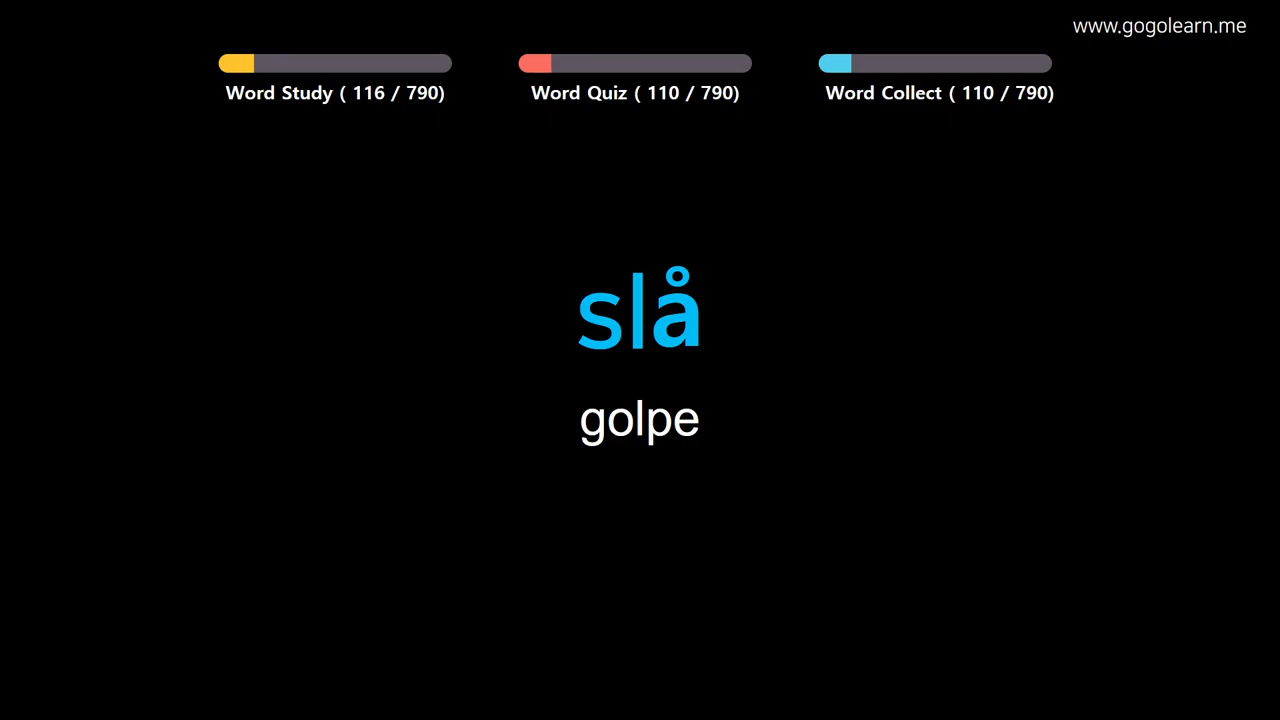 www.gogolearn.me
Word Study ( 116 / 790)
Word Quiz ( 110 / 790)
Word Collect ( 110 / 790)
slå
golpe